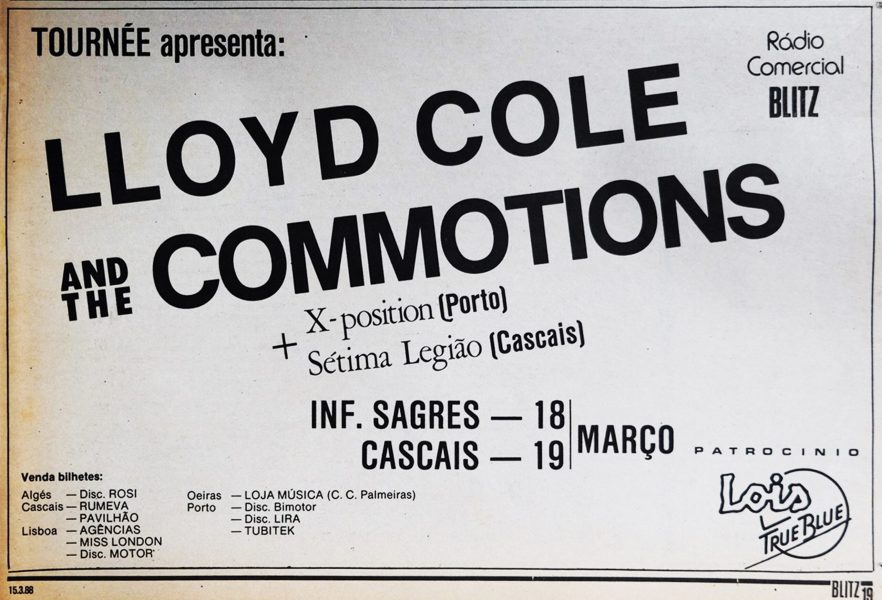 TOURNÉE apresenta:
Rádio
Comercial
BLITZ
LLOYD COLE
AND
THE
COMMOTIONS
+
X-position (Porto)
Sétima Legião (Cascais)
INF. SAGRES — 18
CASCAIS — 19
MARÇO
PATROCINIO
Lois
TRUE BLUE
Venda bilhetes:
Algés — Disc. ROSI
Cascais — RUMEVA
— PAVILHÃO
Lisboa — AGÊNCIAS
— MISS LONDON
— Disc. MOTOR
Oeiras — LOJA MÚSICA (C. C. Palmeiras)
Porto — Disc. Bimotor
— Disc. LIRA
— TUBITEK
15.3.88
BLITZ 19